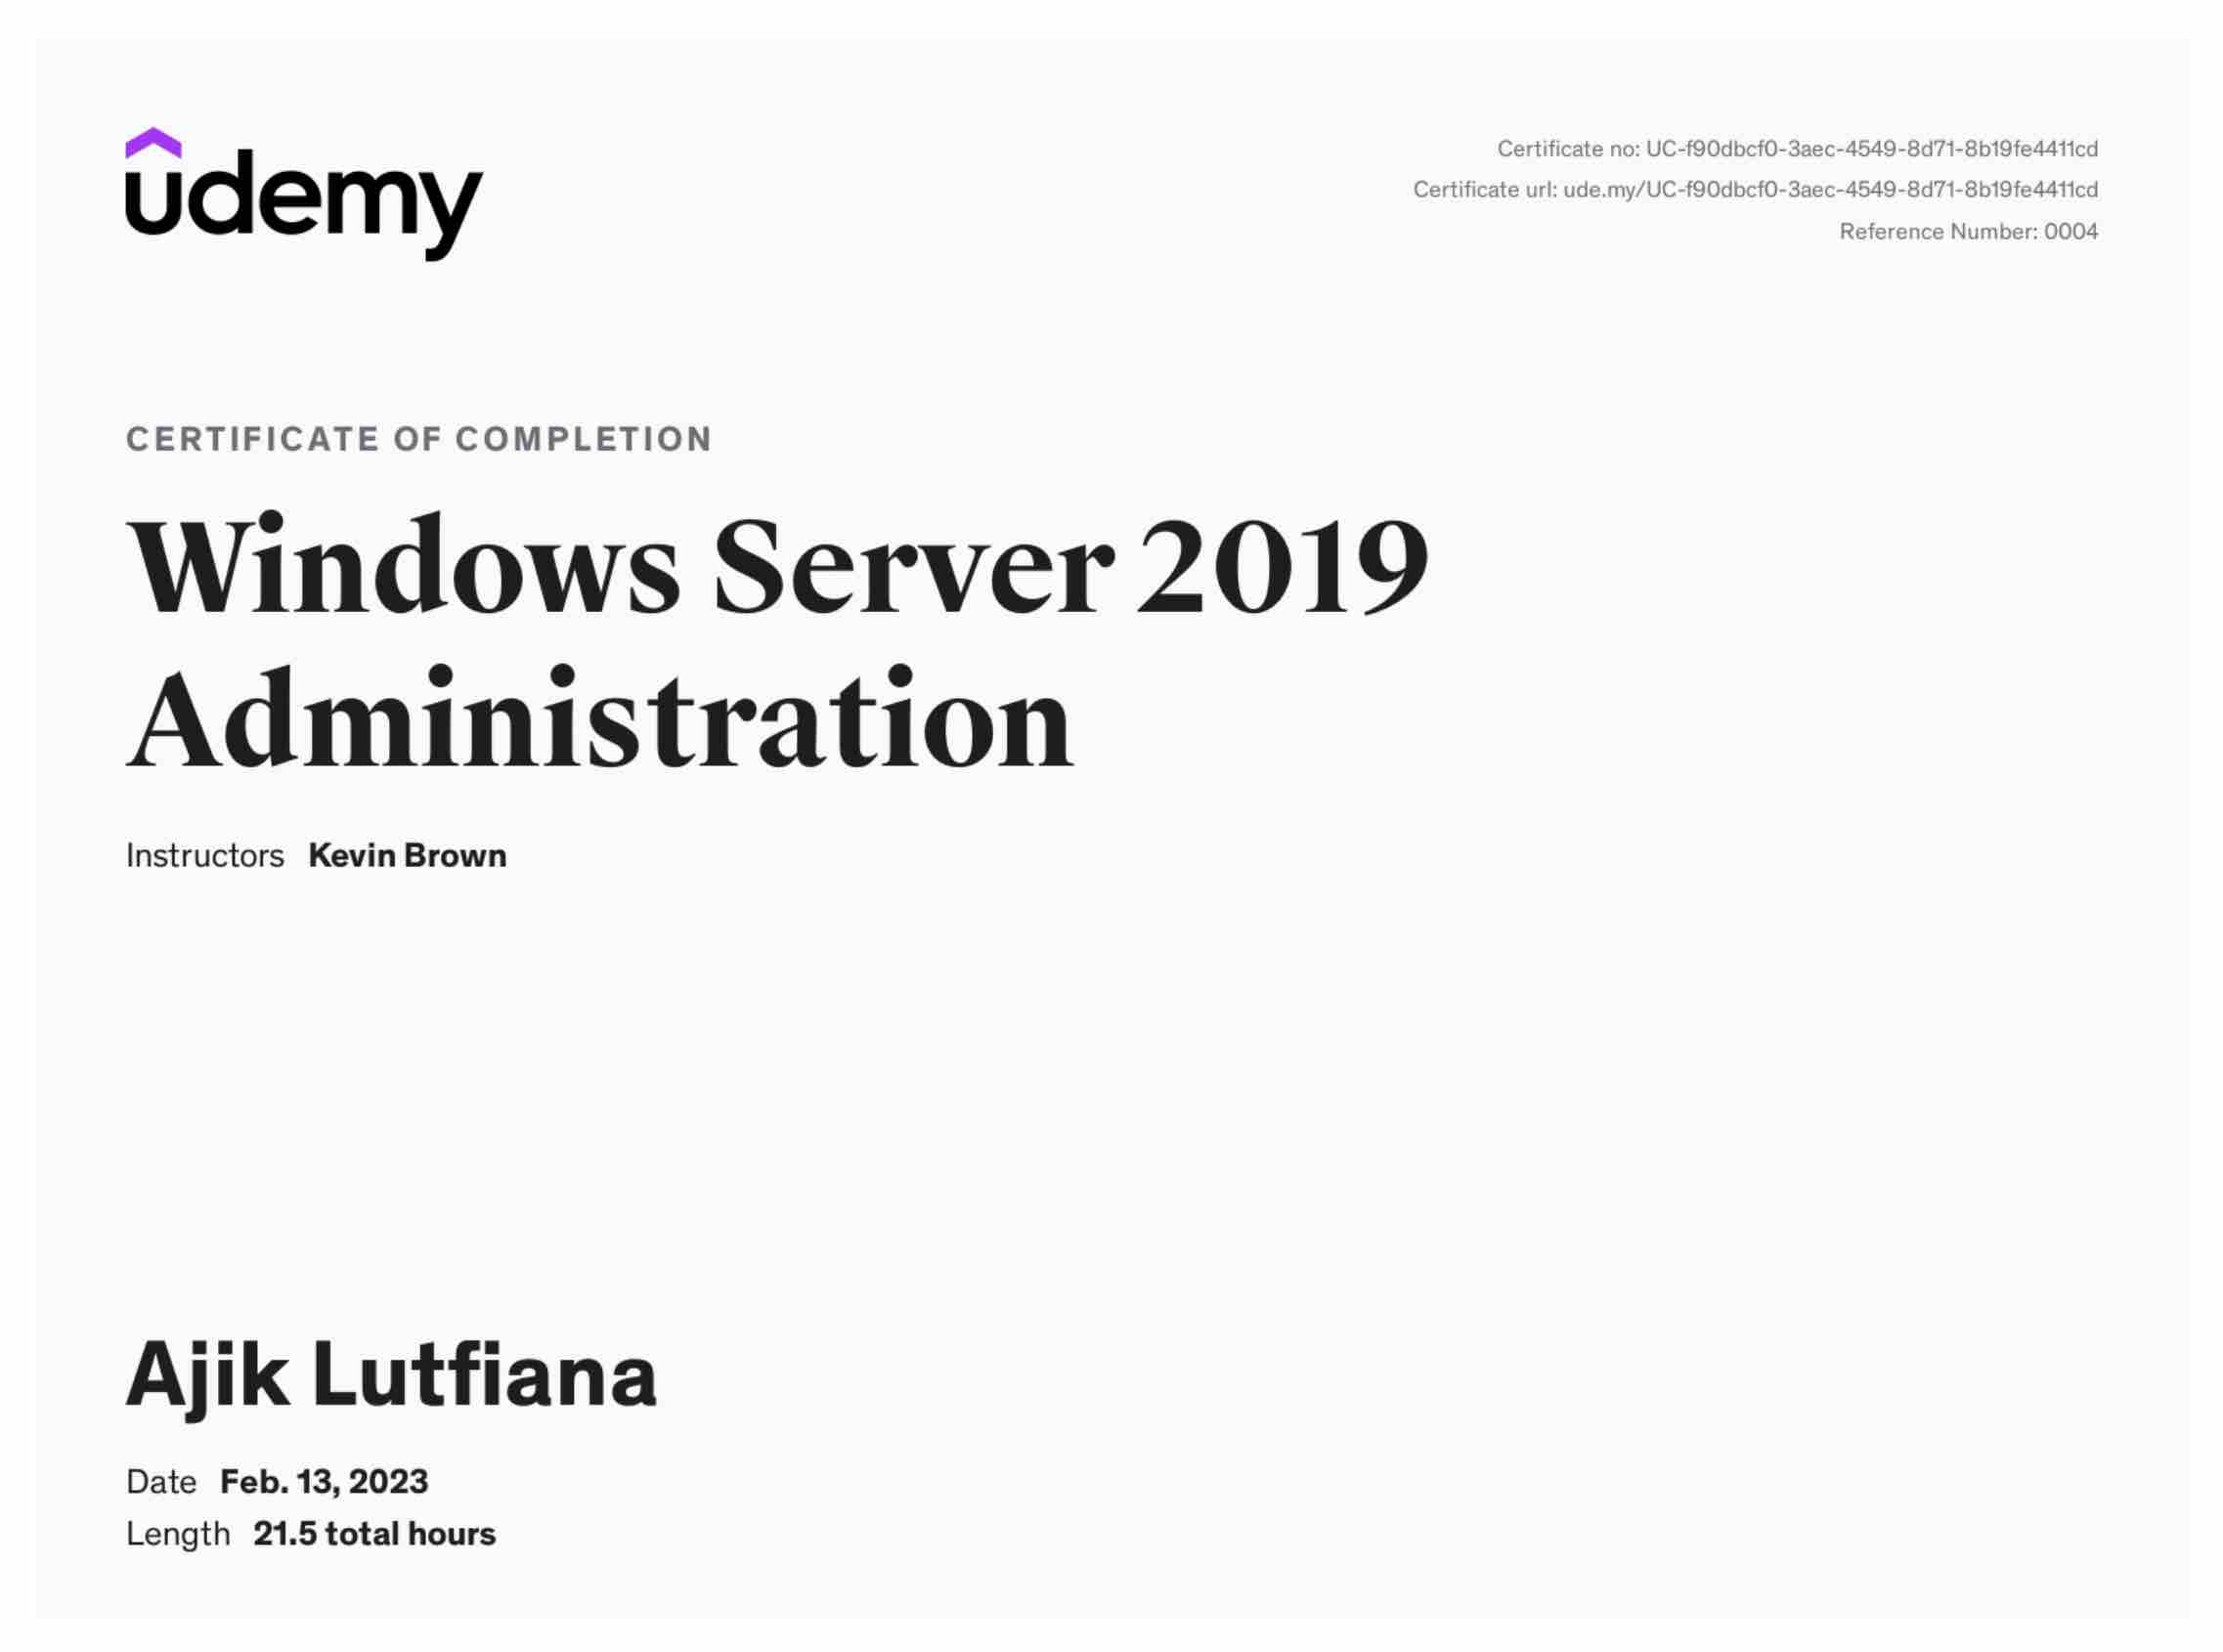 udemy
Certificate no: UC-f90dbcf0-3aec-4549-8d71-8b19fe4411cd
Certificate url: ude.my/UC-f90dbcf0-3aec-4549-8d71-8b19fe4411cd
Reference Number: 0004
CERTIFICATE OF COMPLETION
Windows Server 2019
Administration
Instructors Kevin Brown
Ajik Lutfiana
Date Feb. 13, 2023
Length 21.5 total hours